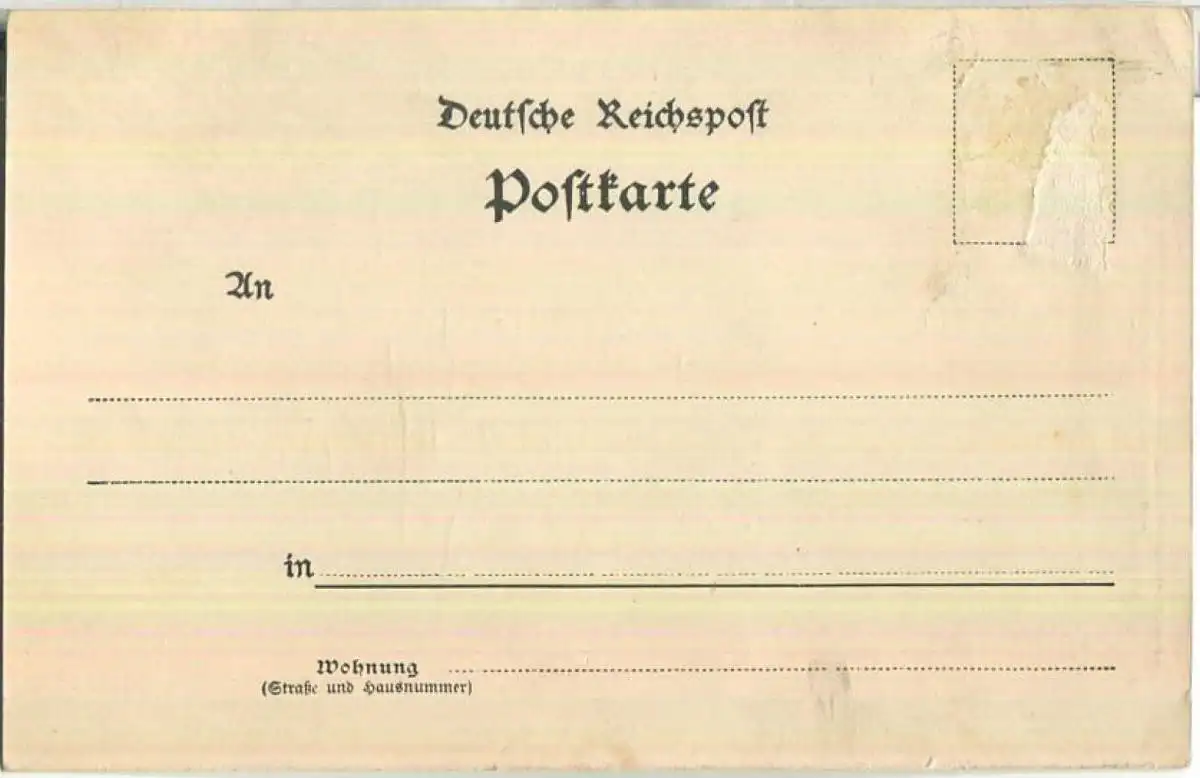 Deutſche Reichspoſt
Poſtkarte
An
in
Wohnung
(Straße und Hausnummer)